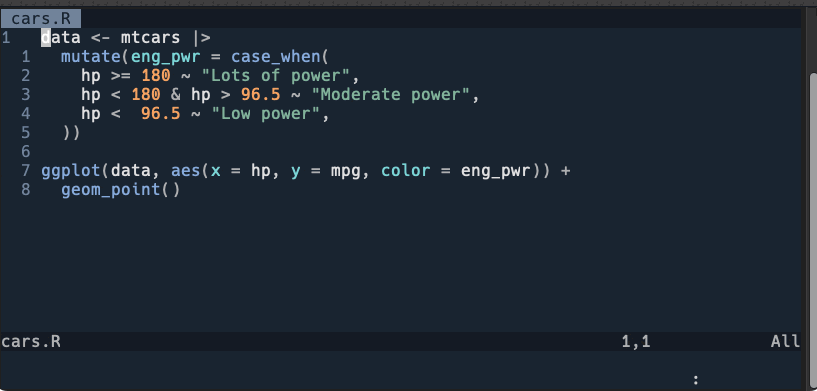 cars.R
1   data <- mtcars |>
  1   mutate(eng_pwr = case_when(
  2     hp >= 180 ~ "Lots of power",
  3     hp < 180 & hp > 96.5 ~ "Moderate power",
  4     hp <  96.5 ~ "Low power",
  5   ))
  6
  7 ggplot(data, aes(x = hp, y = mpg, color = eng_pwr)) +
  8   geom_point()
cars.R 1,1 All
: